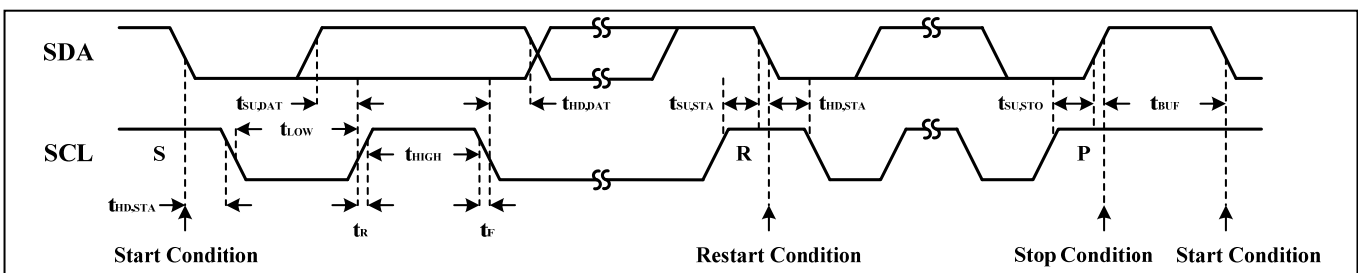 SDA
tSU,DAT
tHD,DAT
tSU,STA
tHD,STA
tSU,STO
tBUF
tLOW
SCL
S
tHIGH
R
P
tHD,STA
tR
tF
Start Condition
Restart Condition
Stop Condition
Start Condition